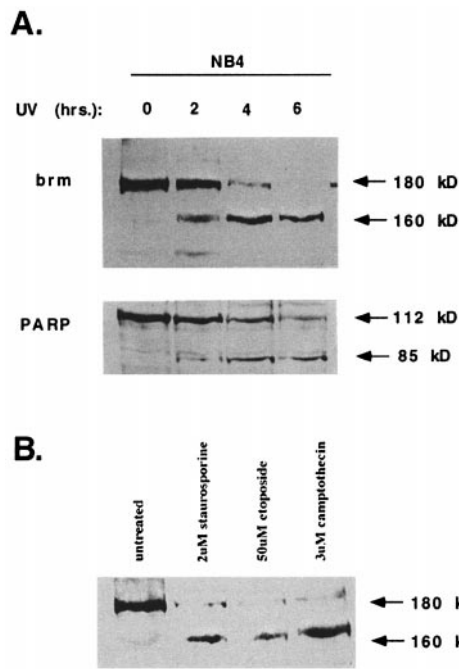 A.
NB4
UV (hrs.): 0 2 4 6
brm
180 kD
160 kD
PARP
112 kD
85 kD
B.
untreated
2uM staurosporine
50uM etoposide
3uM camptothecin
180 k
160 k